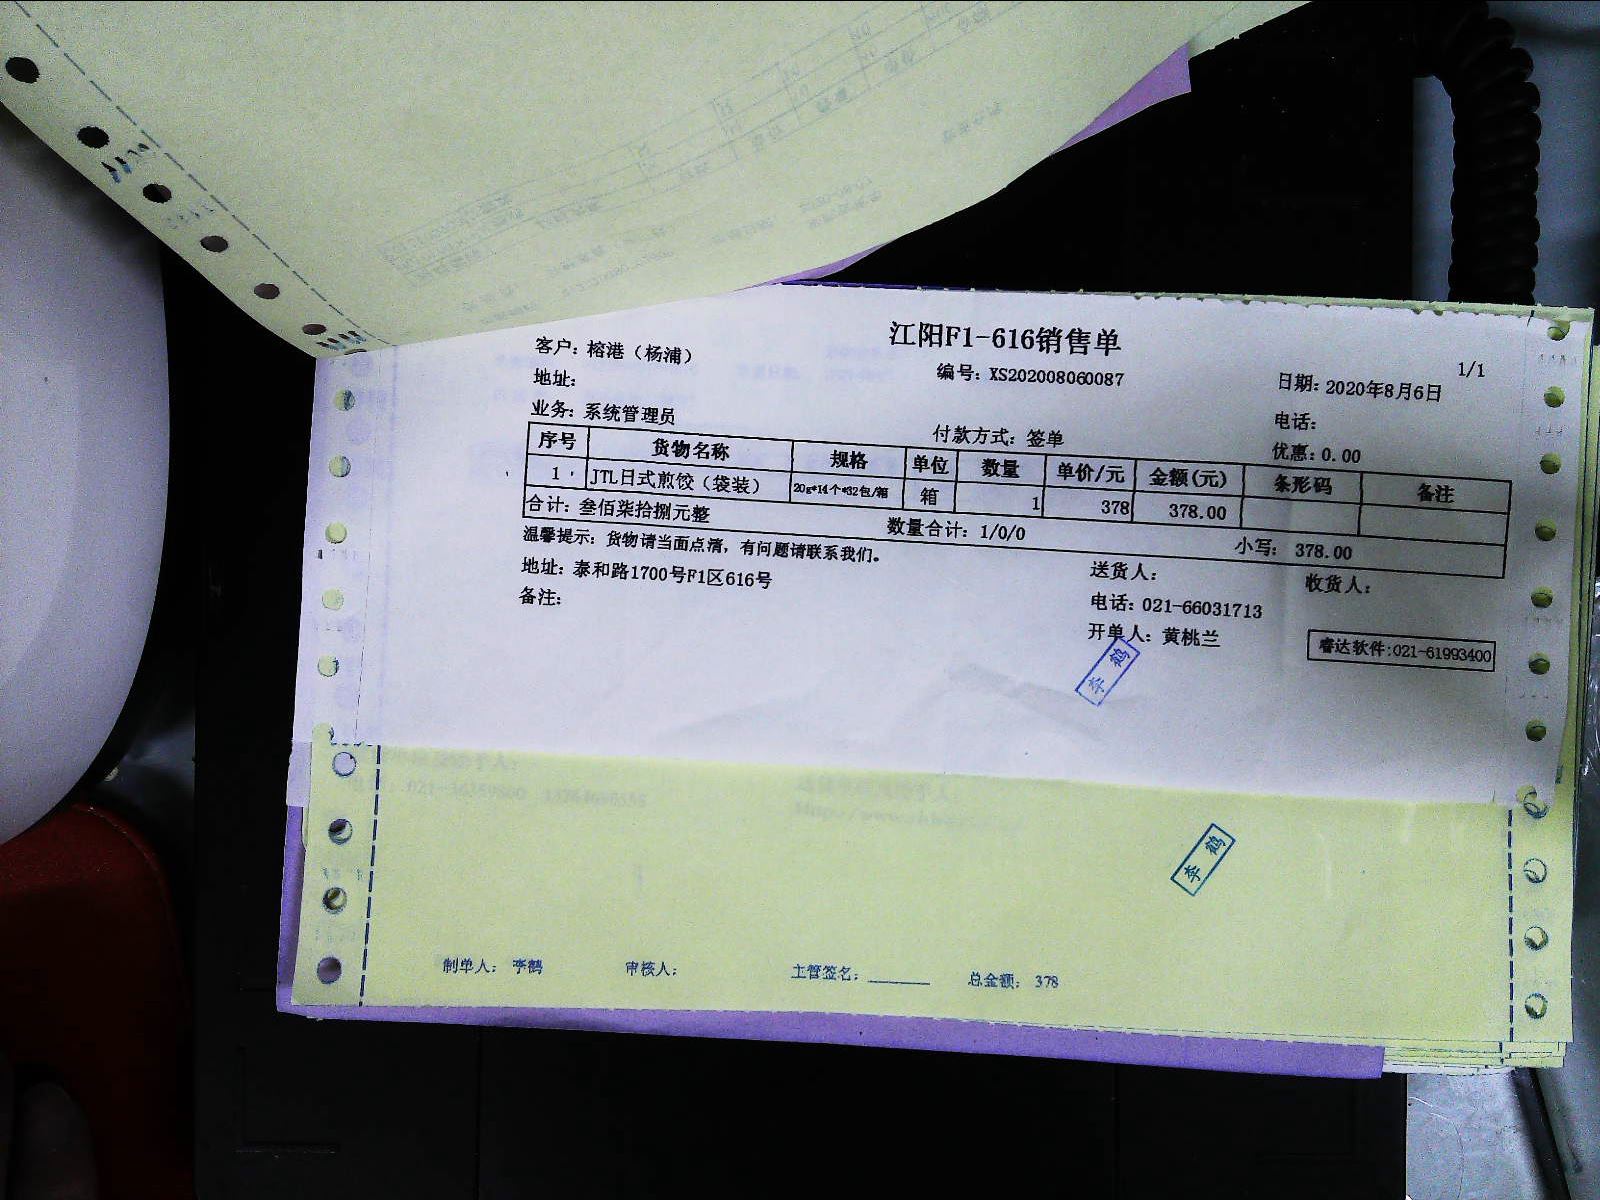 江阳F1-616销售单
1/1
客户：榕港（杨浦）
编号：XS202008060087
日期：2020年8月6日
地址：
电话：
业务：系统管理员
付款方式：签单
优惠：0.00
序号 货物名称 规格 单位 数量 单价/元 金额(元) 条形码 备注
1 JTL日式煎饺（袋装） 20g*14个*32包/箱 箱 1 378 378.00
合计：叁佰柒拾捌元整 数量合计：1/0/0 小写： 378.00
温馨提示：货物请当面点清，有问题请联系我们。
送货人： 收货人：
地址：泰和路1700号F1区616号
电话：021-66031713
备注：
开单人：黄桃兰
睿达软件:021-61993400
李鹤
李鹤
制单人： 李鹤 审核人： 主管签名：_______ 总金额： 378